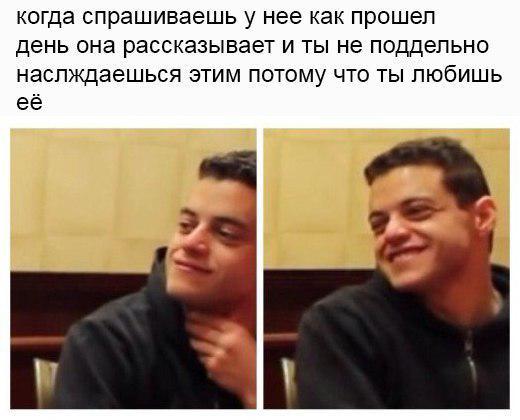 когда спрашиваешь у нее как прошел
день она рассказывает и ты не поддельно
наслждаешься этим потому что ты любишь
её